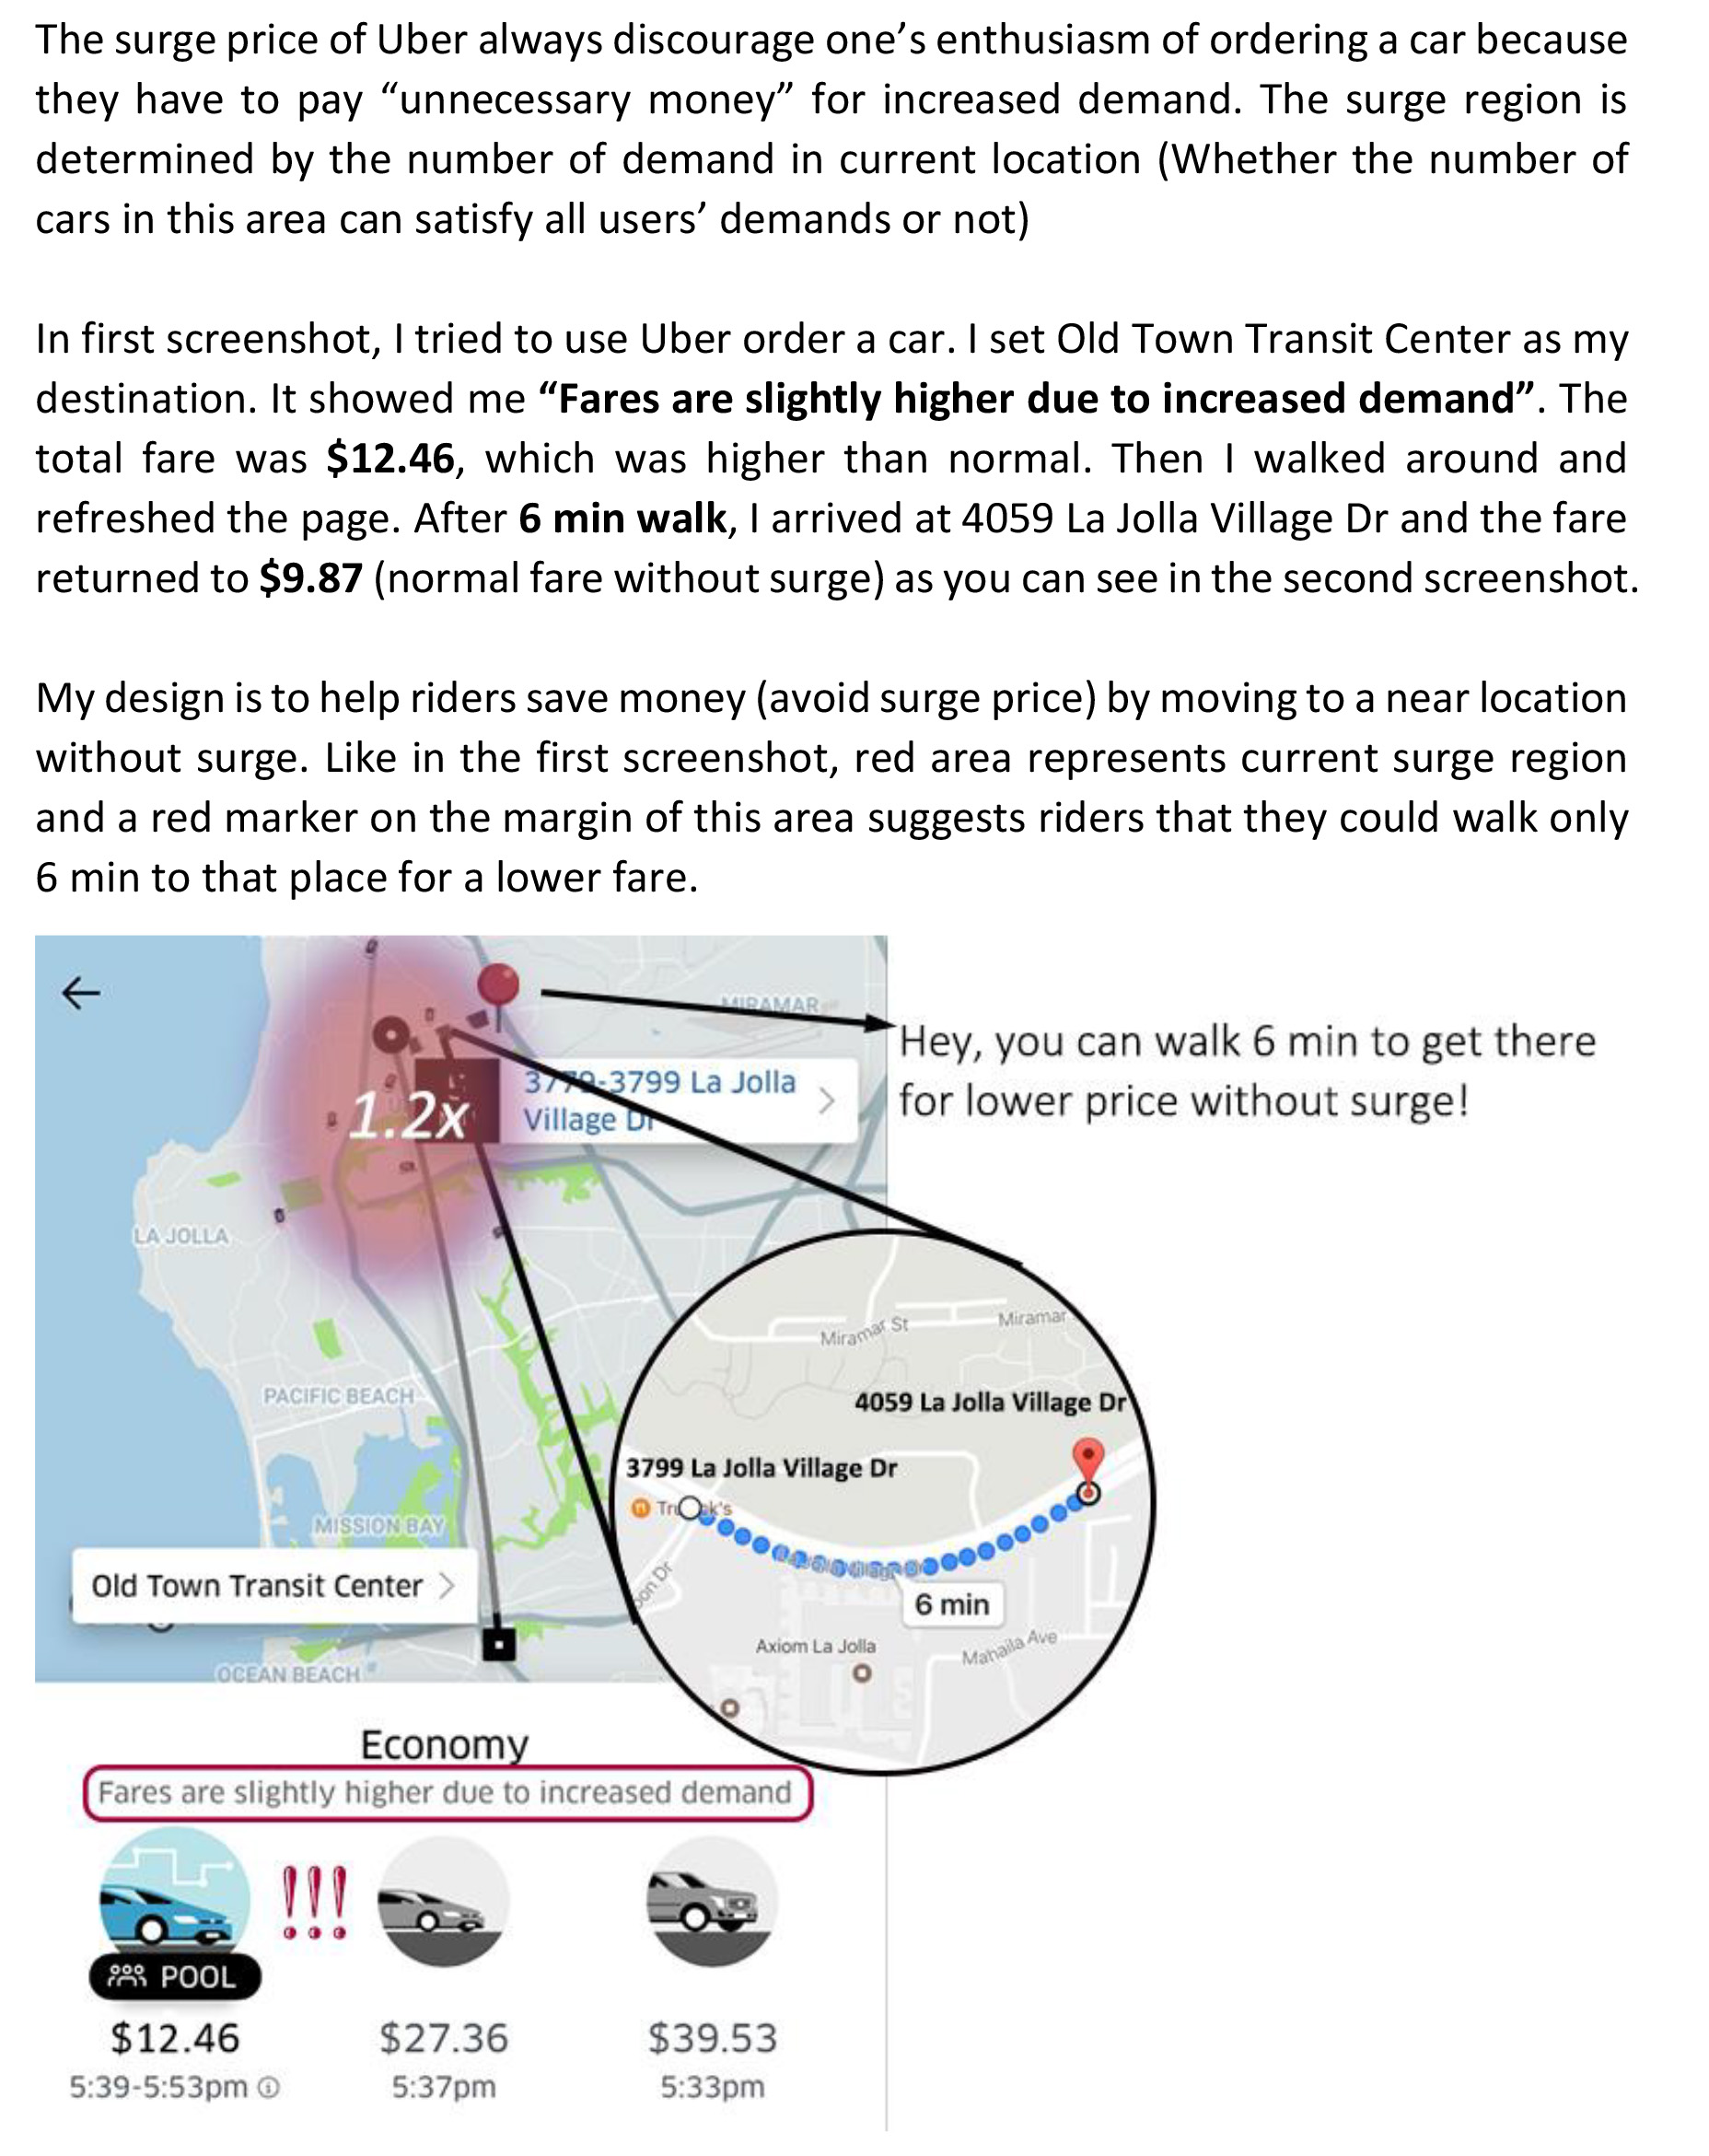 The surge price of Uber always discourage one’s enthusiasm of ordering a car because
they have to pay “unnecessary money” for increased demand. The surge region is
determined by the number of demand in current location (Whether the number of
cars in this area can satisfy all users’ demands or not)
In first screenshot, I tried to use Uber order a car. I set Old Town Transit Center as my
destination. It showed me “Fares are slightly higher due to increased demand”. The
total fare was $12.46, which was higher than normal. Then I walked around and
refreshed the page. After 6 min walk, I arrived at 4059 La Jolla Village Dr and the fare
returned to $9.87 (normal fare without surge) as you can see in the second screenshot.
My design is to help riders save money (avoid surge price) by moving to a near location
without surge. Like in the first screenshot, red area represents current surge region
and a red marker on the margin of this area suggests riders that they could walk only
6 min to that place for a lower fare.
MIRAMAR
Hey, you can walk 6 min to get there
for lower price without surge!
3779-3799 La Jolla
Village Dr
1.2x
LA JOLLA
Miramar St
Miramar
PACIFIC BEACH
4059 La Jolla Village Dr
3799 La Jolla Village Dr
MISSION BAY
Old Town Transit Center
6 min
Axiom La Jolla
Mahaila Ave
OCEAN BEACH
Economy
Fares are slightly higher due to increased demand
!!!
POOL
$12.46 $27.36 $39.53
5:39-5:53pm 5:37pm 5:33pm